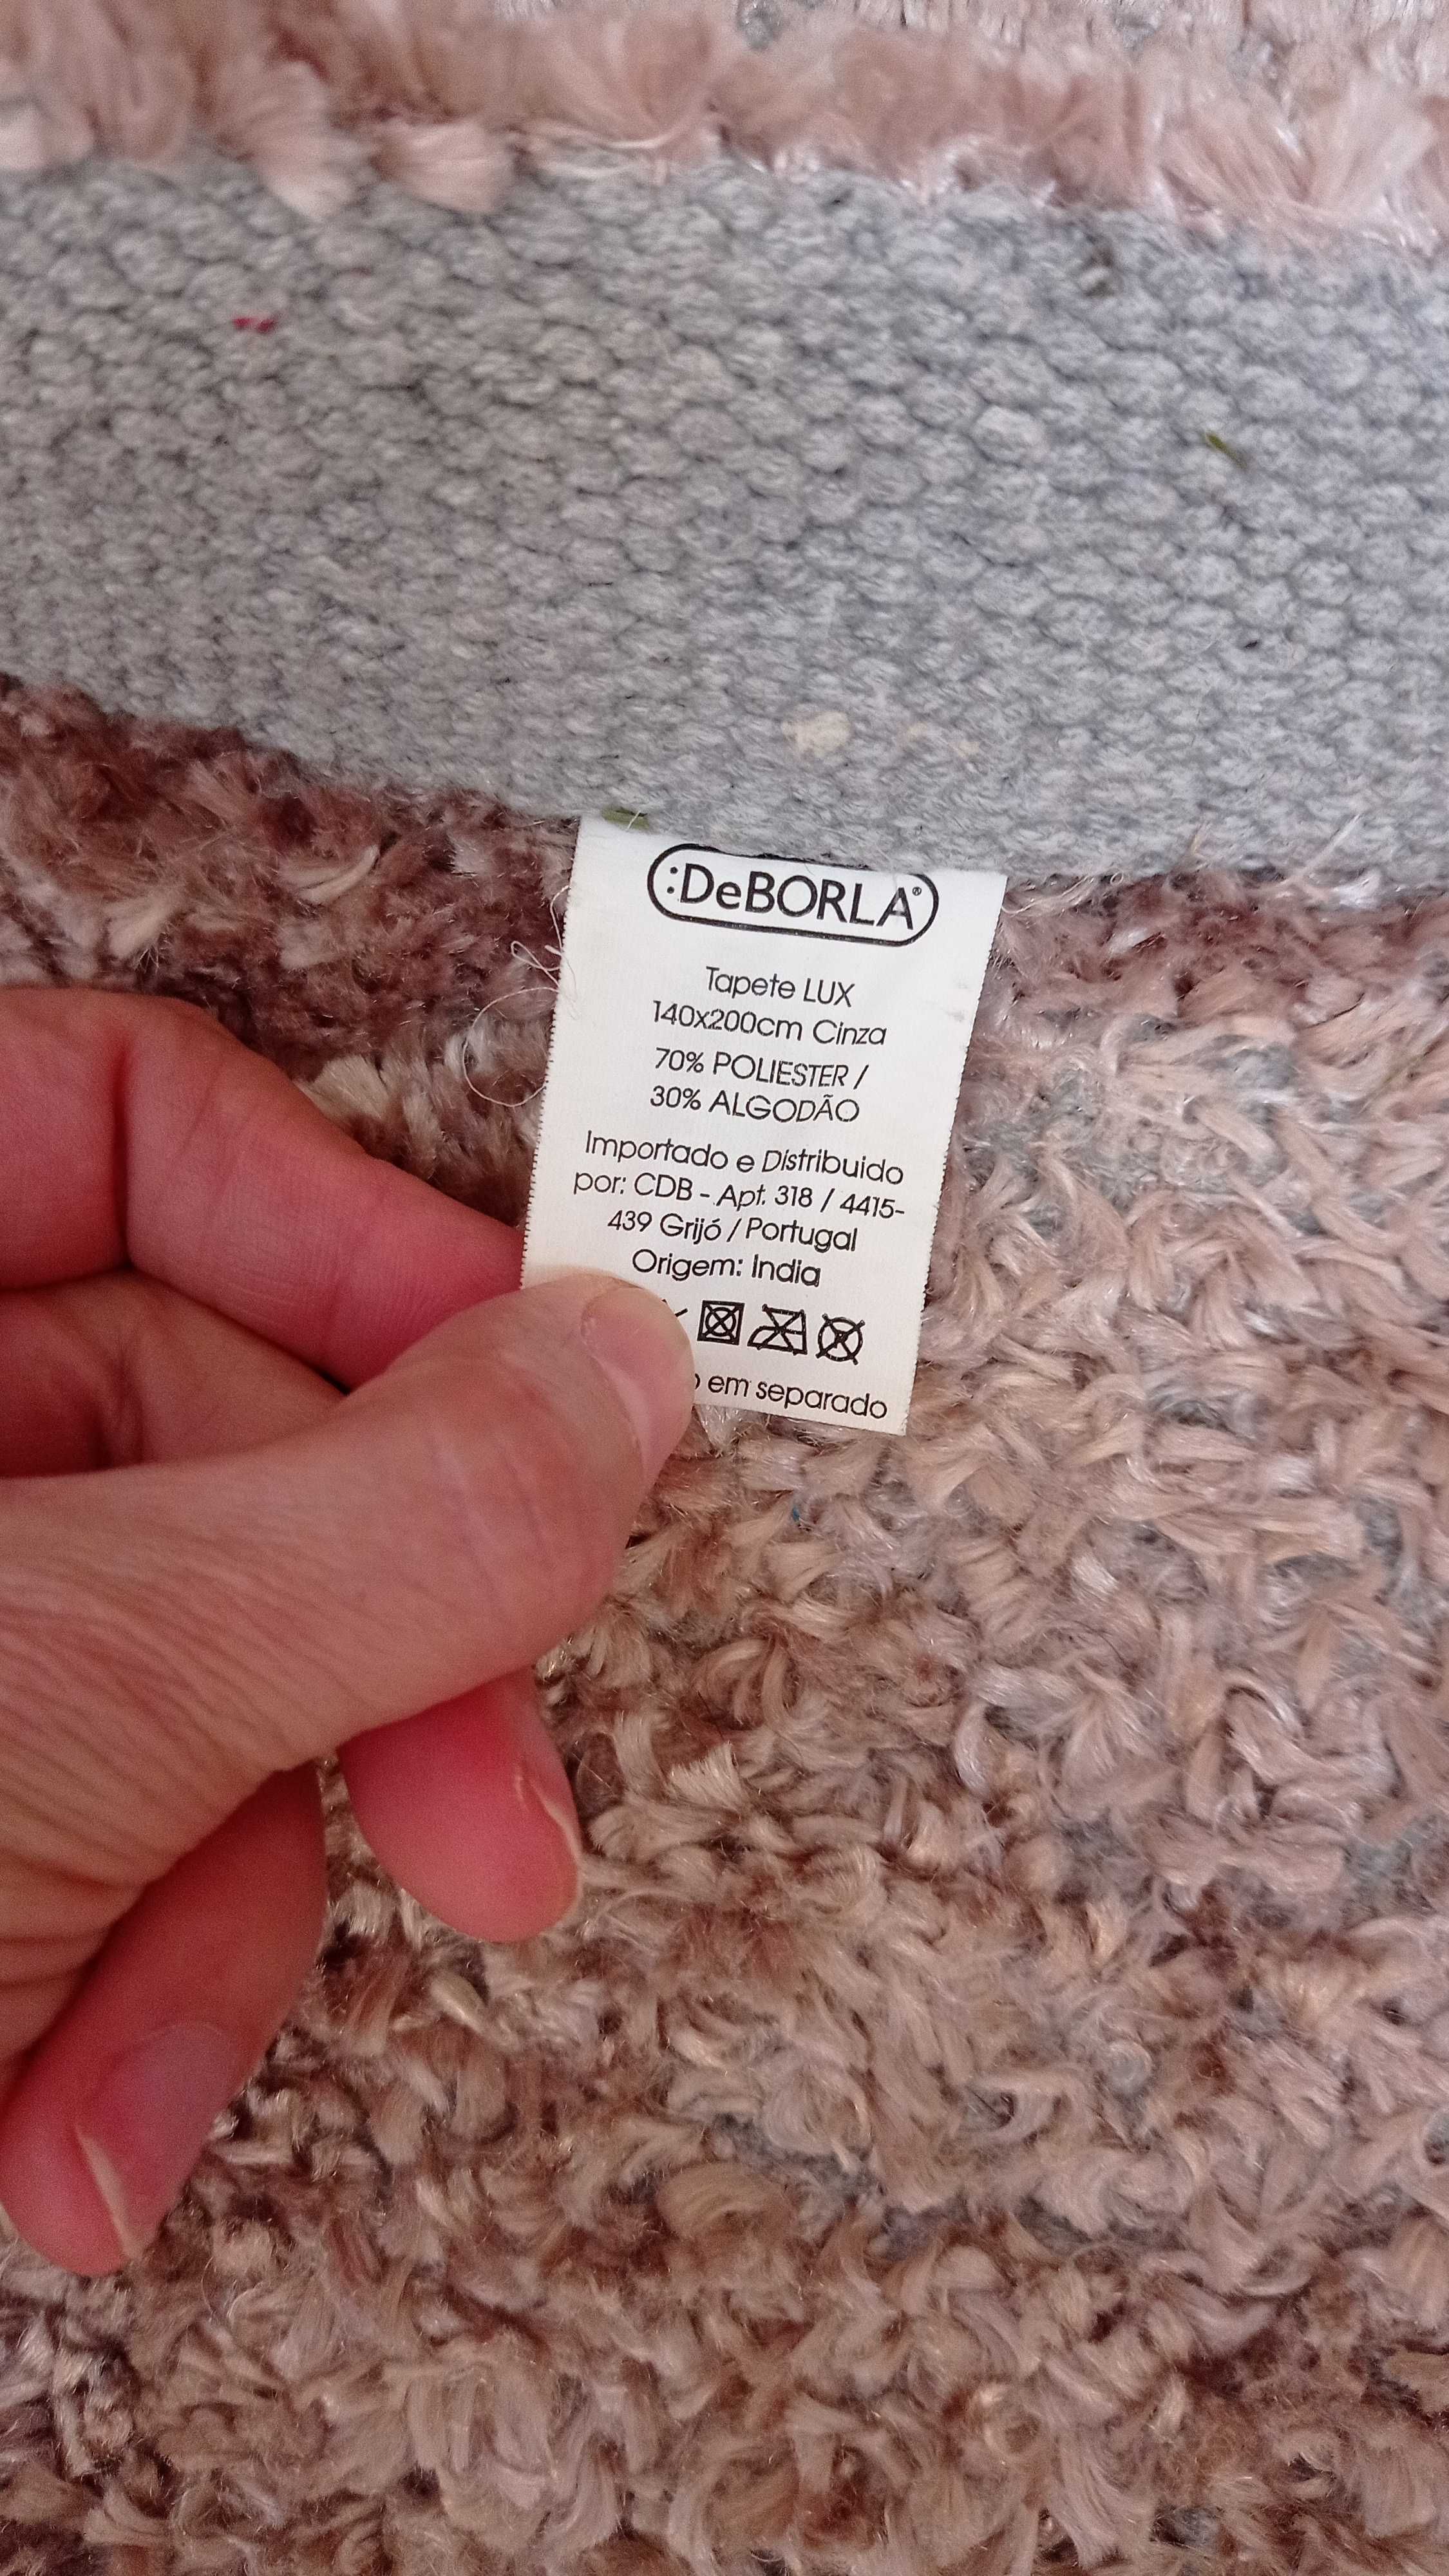 :DeBORLA®
Tapete LUX
140x200cm Cinza
70% POLIESTER /
30% ALGODÃO
Importado e Distribuido
por: CDB - Apt. 318 / 4415-
439 Grijó / Portugal
Origem: India
em separado